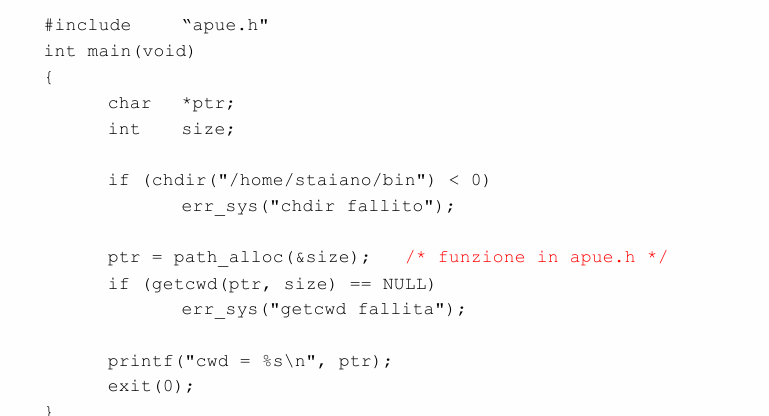 #include “apue.h"
int main(void)
{
char *ptr;
int size;
if (chdir("/home/staiano/bin") < 0)
err_sys("chdir fallito");
ptr = path_alloc(&size); /* funzione in apue.h */
if (getcwd(ptr, size) == NULL)
err_sys("getcwd fallita");
printf("cwd = %s\n", ptr);
exit(0);
}